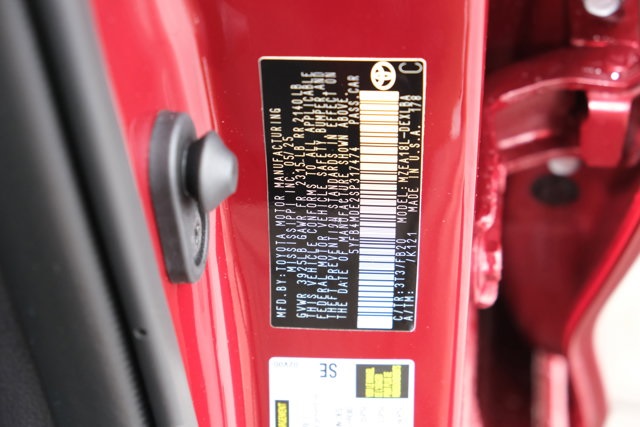 MFD.BY: TOYOTA MOTOR MANUFACTURING
MISSISSIPPI INC. 05/25
GVWR 3925LB GAWR FR 2315LB RR 2140LB
THIS VEHICLE CONFORMS TO ALL APPLICABLE
FEDERAL MOTOR VEHICLE SAFETY BUMPER AND
THEFT PREVENTION STANDARDS IN EFFECT ON
THE DATE OF MANUFACTURE SHOWN ABOVE.
5YFB4MDE2SP317474 PASS.CAR
C/TR: 3T3/FB20 MODEL: MZEA18L-DEXLBA
A/TM: /K121 MADE IN U.S.A. 178
C
SE